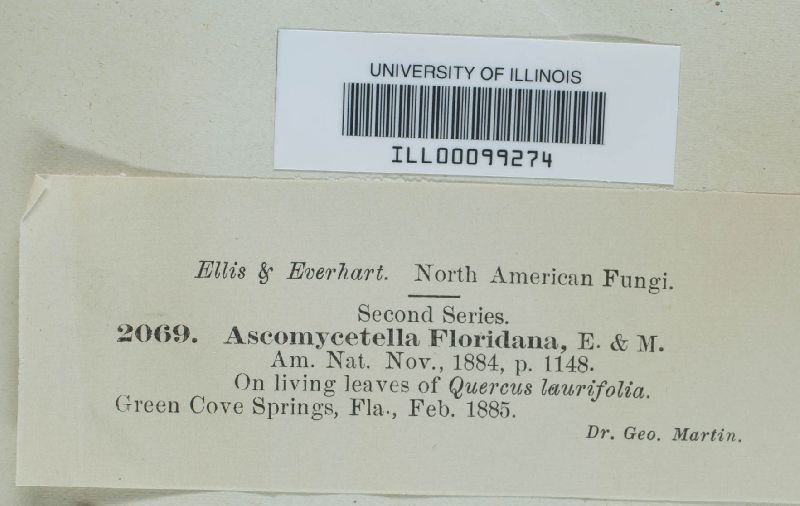 UNIVERSITY OF ILLINOIS
ILL00099274
Ellis & Everhart. North American Fungi.
Second Series.
2069. Ascomycetella Floridana, E. & M.
Am. Nat. Nov., 1884, p. 1148.
On living leaves of Quercus laurifolia.
Green Cove Springs, Fla., Feb. 1885.
Dr. Geo. Martin.